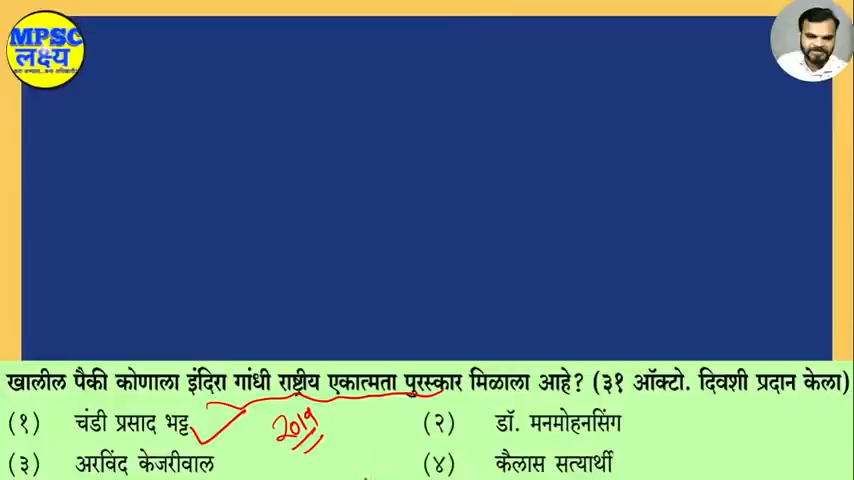 MPSC
लक्ष्य
खालील पैकी कोणाला इंदिरा गांधी राष्ट्रीय एकात्मता पुरस्कार मिळाला आहे? (३१ ऑक्टो. दिवशी प्रदान केला)
(१) चंडी प्रसाद भट्ट (२) डॉ. मनमोहनसिंग
2019
(३) अरविंद केजरीवाल (४) कैलास सत्यार्थी